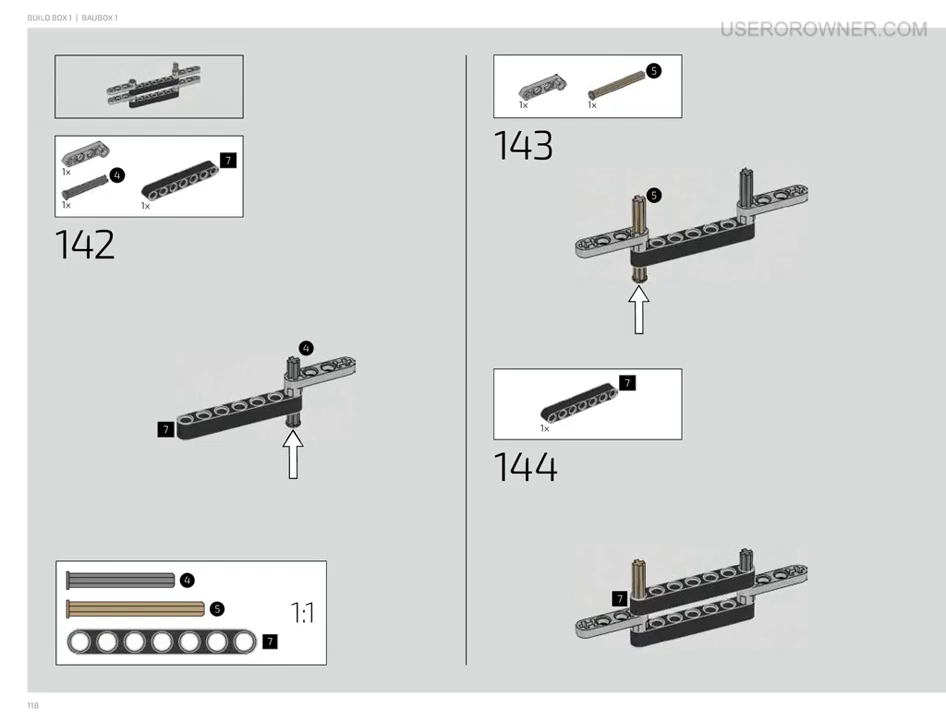 BUILD BOX 1 | BAUBOX 1
USEROROWNER.COM
1x
4
1x
7
1x
142
4
7
4
5
1:1
7
1x
5
1x
143
5
7
1x
144
7
118